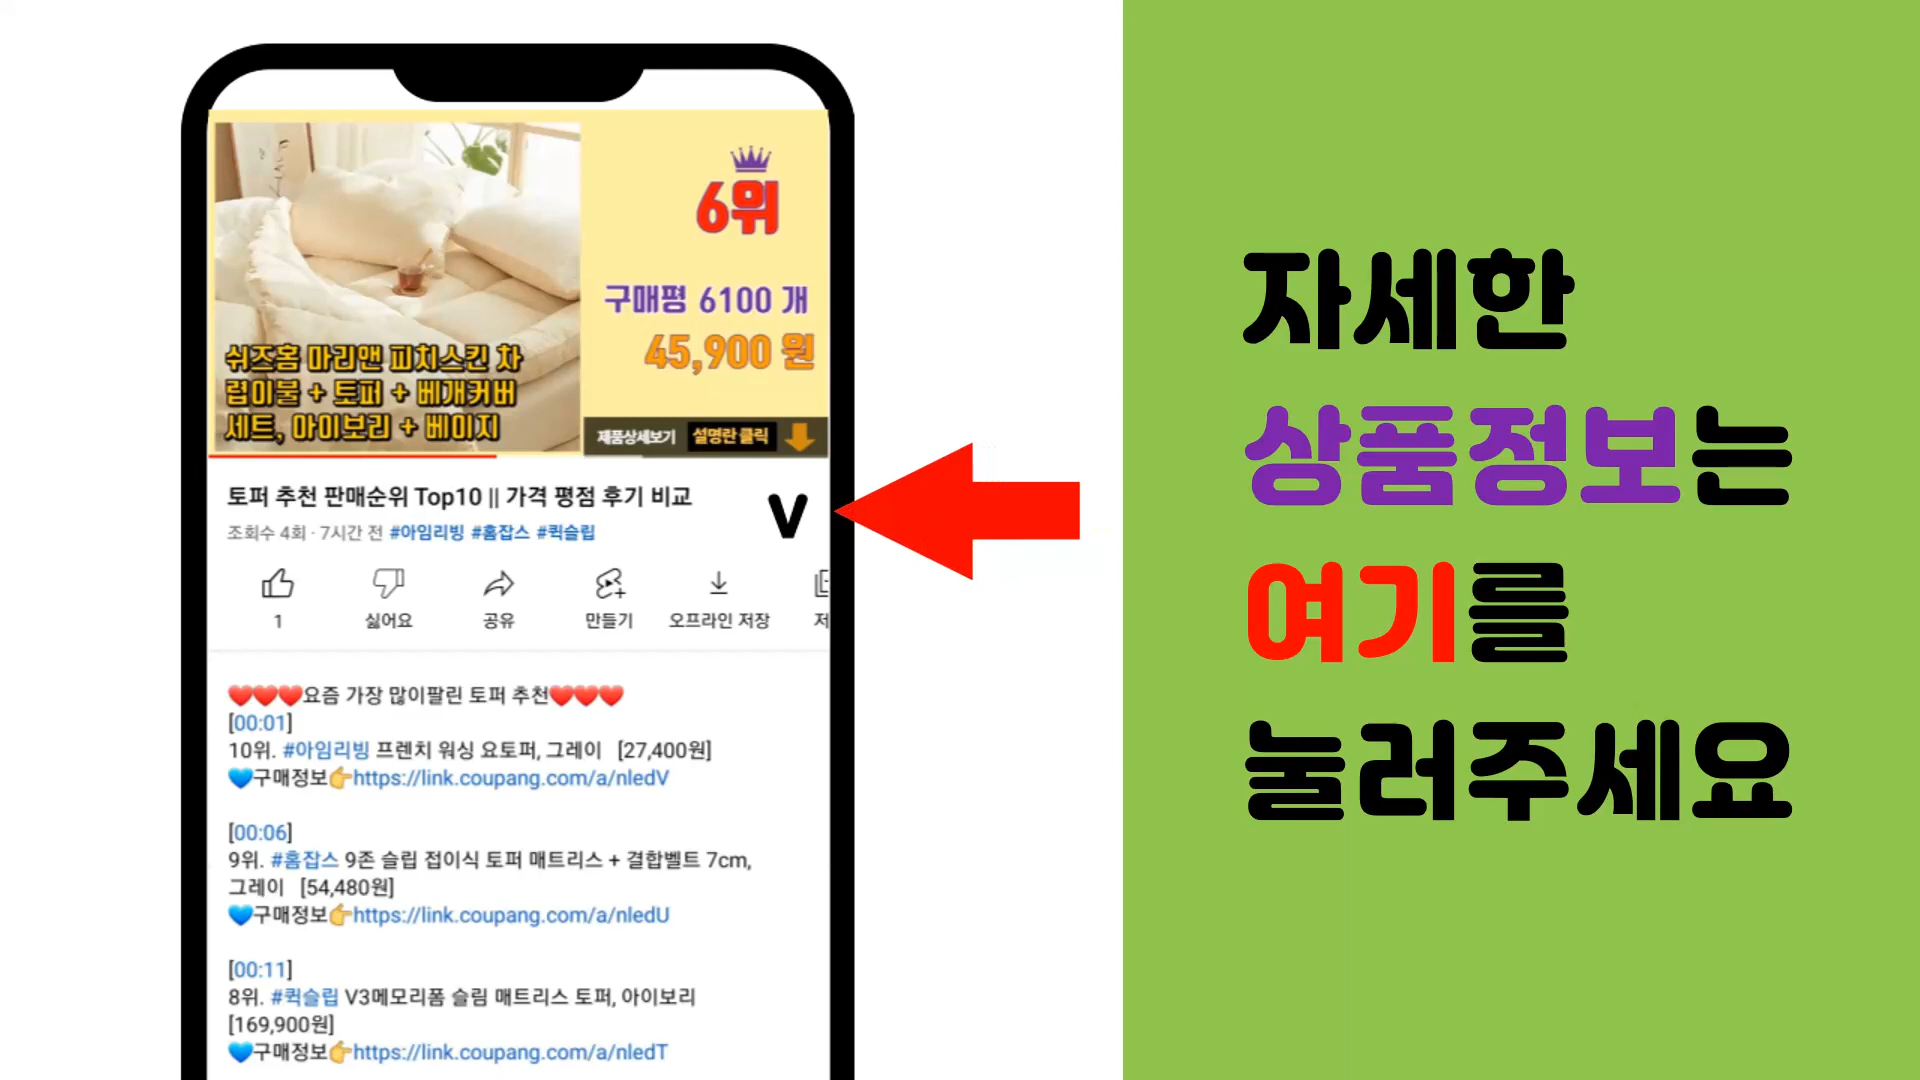 6위
구매평 6100 개
45,900 원
쉬즈홈 마리앤 피치스킨 차
렵이불 + 토퍼 + 베개커버
세트, 아이보리 + 베이지
제품상세보기 설명란 클릭
토퍼 추천 판매순위 Top10 || 가격 평점 후기 비교
V
조회수 4회 · 7시간 전 #아임리빙 #홈잡스 #퀵슬립
1 싫어요 공유 만들기 오프라인 저장 저
❤❤❤요즘 가장 많이팔린 토퍼 추천❤❤❤
[00:01]
10위. #아임리빙 프렌치 워싱 요토퍼, 그레이 [27,400원]
💙구매정보👉https://link.coupang.com/a/nledV
[00:06]
9위. #홈잡스 9존 슬립 접이식 토퍼 매트리스 + 결합벨트 7cm,
그레이 [54,480원]
💙구매정보👉https://link.coupang.com/a/nledU
[00:11]
8위. #퀵슬립 V3메모리폼 슬림 매트리스 토퍼, 아이보리
[169,900원]
💙구매정보👉https://link.coupang.com/a/nledT
자세한
상품정보는
여기를
눌러주세요